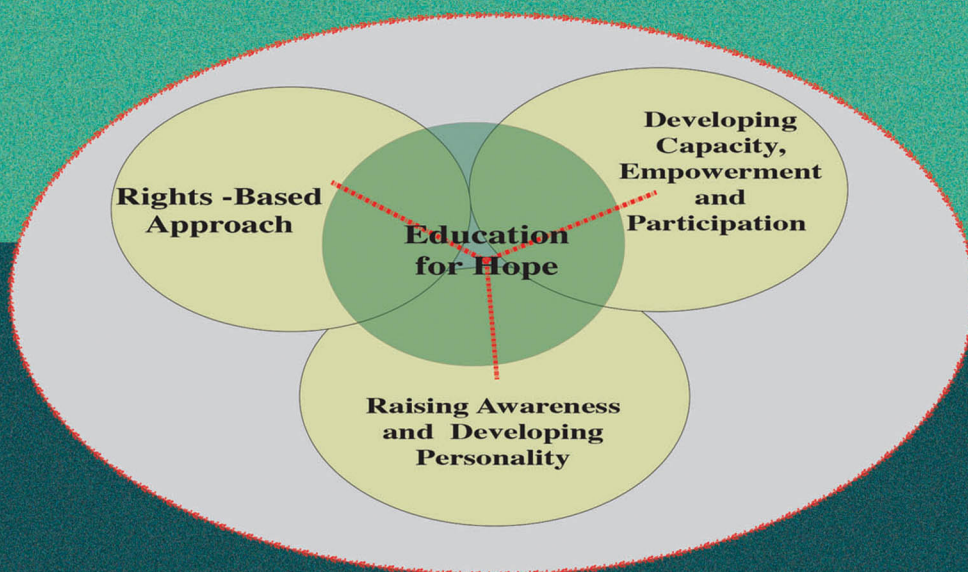 Rights -Based
Approach
Developing
Capacity,
Empowerment
and
Participation
Education
for Hope
Raising Awareness
and Developing
Personality